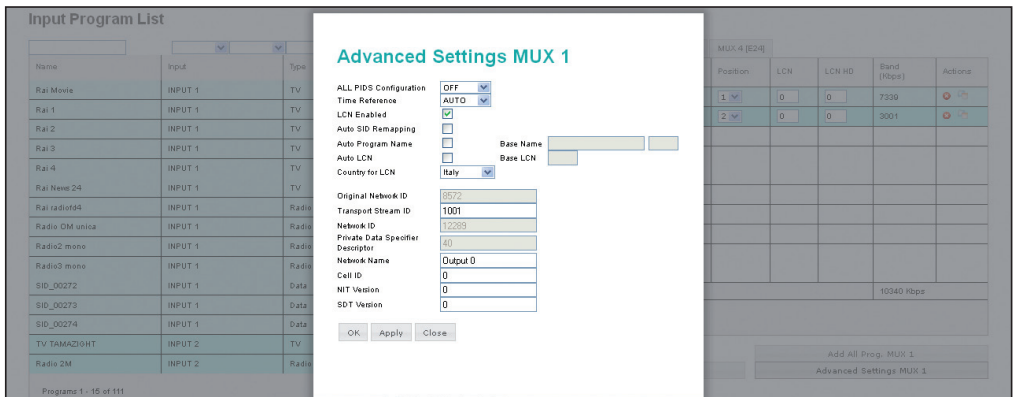 Input Program List
Name Input Type
Rai Movie INPUT 1 TV
Rai 1 INPUT 1 TV
Rai 2 INPUT 1 TV
Rai 3 INPUT 1 TV
Rai 4 INPUT 1 TV
Rai News 24 INPUT 1 TV
Rai radiofd4 INPUT 1 Radio
Radio OM unica INPUT 1 Radio
Radio2 mono INPUT 1 Radio
Radio3 mono INPUT 1 Radio
SID_00272 INPUT 1 Data
SID_00273 INPUT 1 Data
SID_00274 INPUT 1 Data
TV TAMAZIGHT INPUT 2 TV
Radio 2M INPUT 2 Radio
Programs 1 - 15 of 111
Advanced Settings MUX 1
ALL PIDS Configuration OFF
Time Reference AUTO
LCN Enabled
Auto SID Remapping
Auto Program Name Base Name
Auto LCN Base LCN
Country for LCN Italy
Original Network ID 8572
Transport Stream ID 1001
Network ID 12289
Private Data Specifier
Descriptor 40
Network Name Output 0
Cell ID 0
NIT Version 0
SDT Version 0
OK Apply Close
MUX 4 [E24]
Position LCN LCN HD Band (Kbps) Actions
1 0 0 7339
2 0 0 3001
10340 Kbps
Add All Prog. MUX 1
Advanced Settings MUX 1